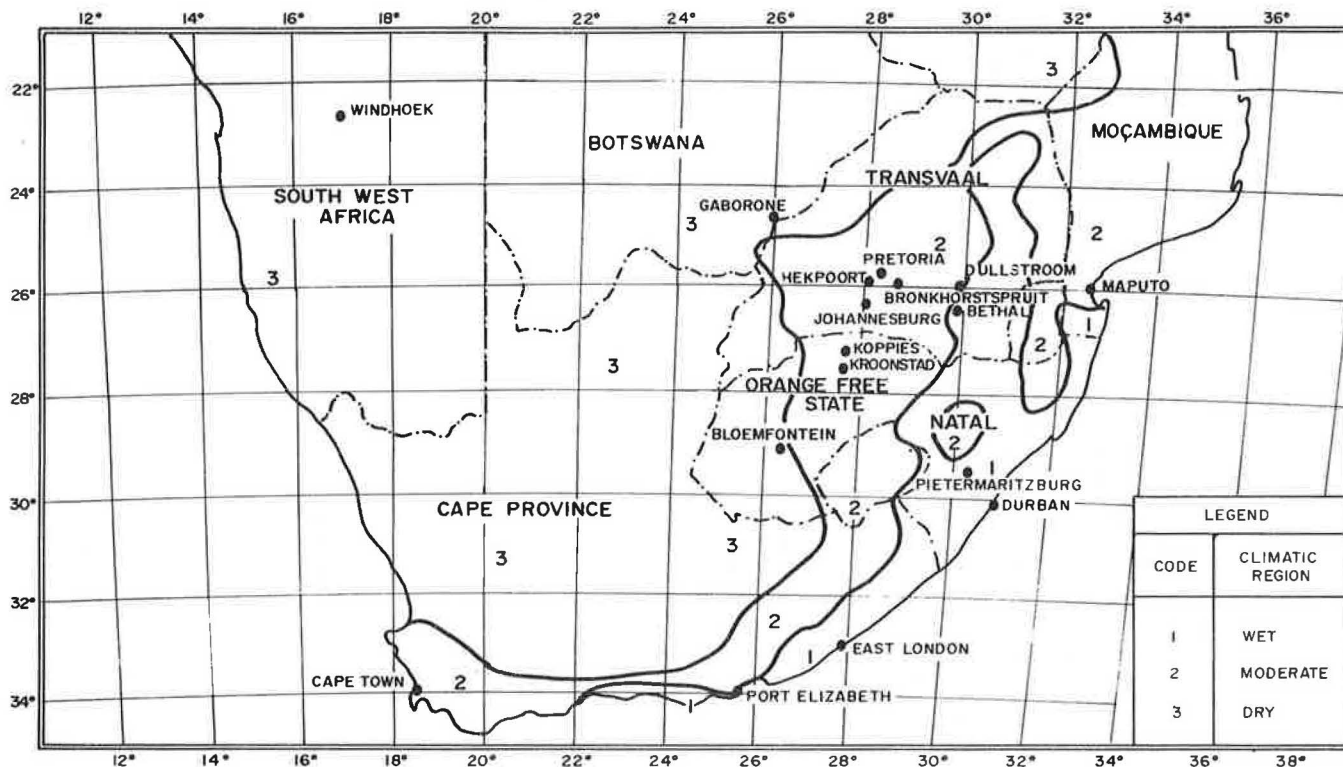 12° 14° 16° 18° 20° 22° 24° 26° 28° 30° 32° 34° 36°
3
22°
WINDHOEK
BOTSWANA
MOÇAMBIQUE
24°
TRANSVAAL
SOUTH WEST
AFRICA
GABORONE
3
2
2
3
PRETORIA
DULLSTROOM
HEKPOORT
26°
MAPUTO
BRONKHORSTSPRUIT
JOHANNESBURG
BETHAL
1
2
KOPPIES
3
KROONSTAD
ORANGE FREE
STATE
28°
NATAL
BLOEMFONTEIN
2
1
PIETERMARITZBURG
30°
CAPE PROVINCE
2
DURBAN
3
3
32°
2
EAST LONDON
1
CAPE TOWN
2
PORT ELIZABETH
34°
1
LEGEND
CODE CLIMATIC REGION
1 WET
2 MODERATE
3 DRY
12° 14° 16° 18° 20° 22° 24° 26° 28° 30° 32° 34° 36° 38°